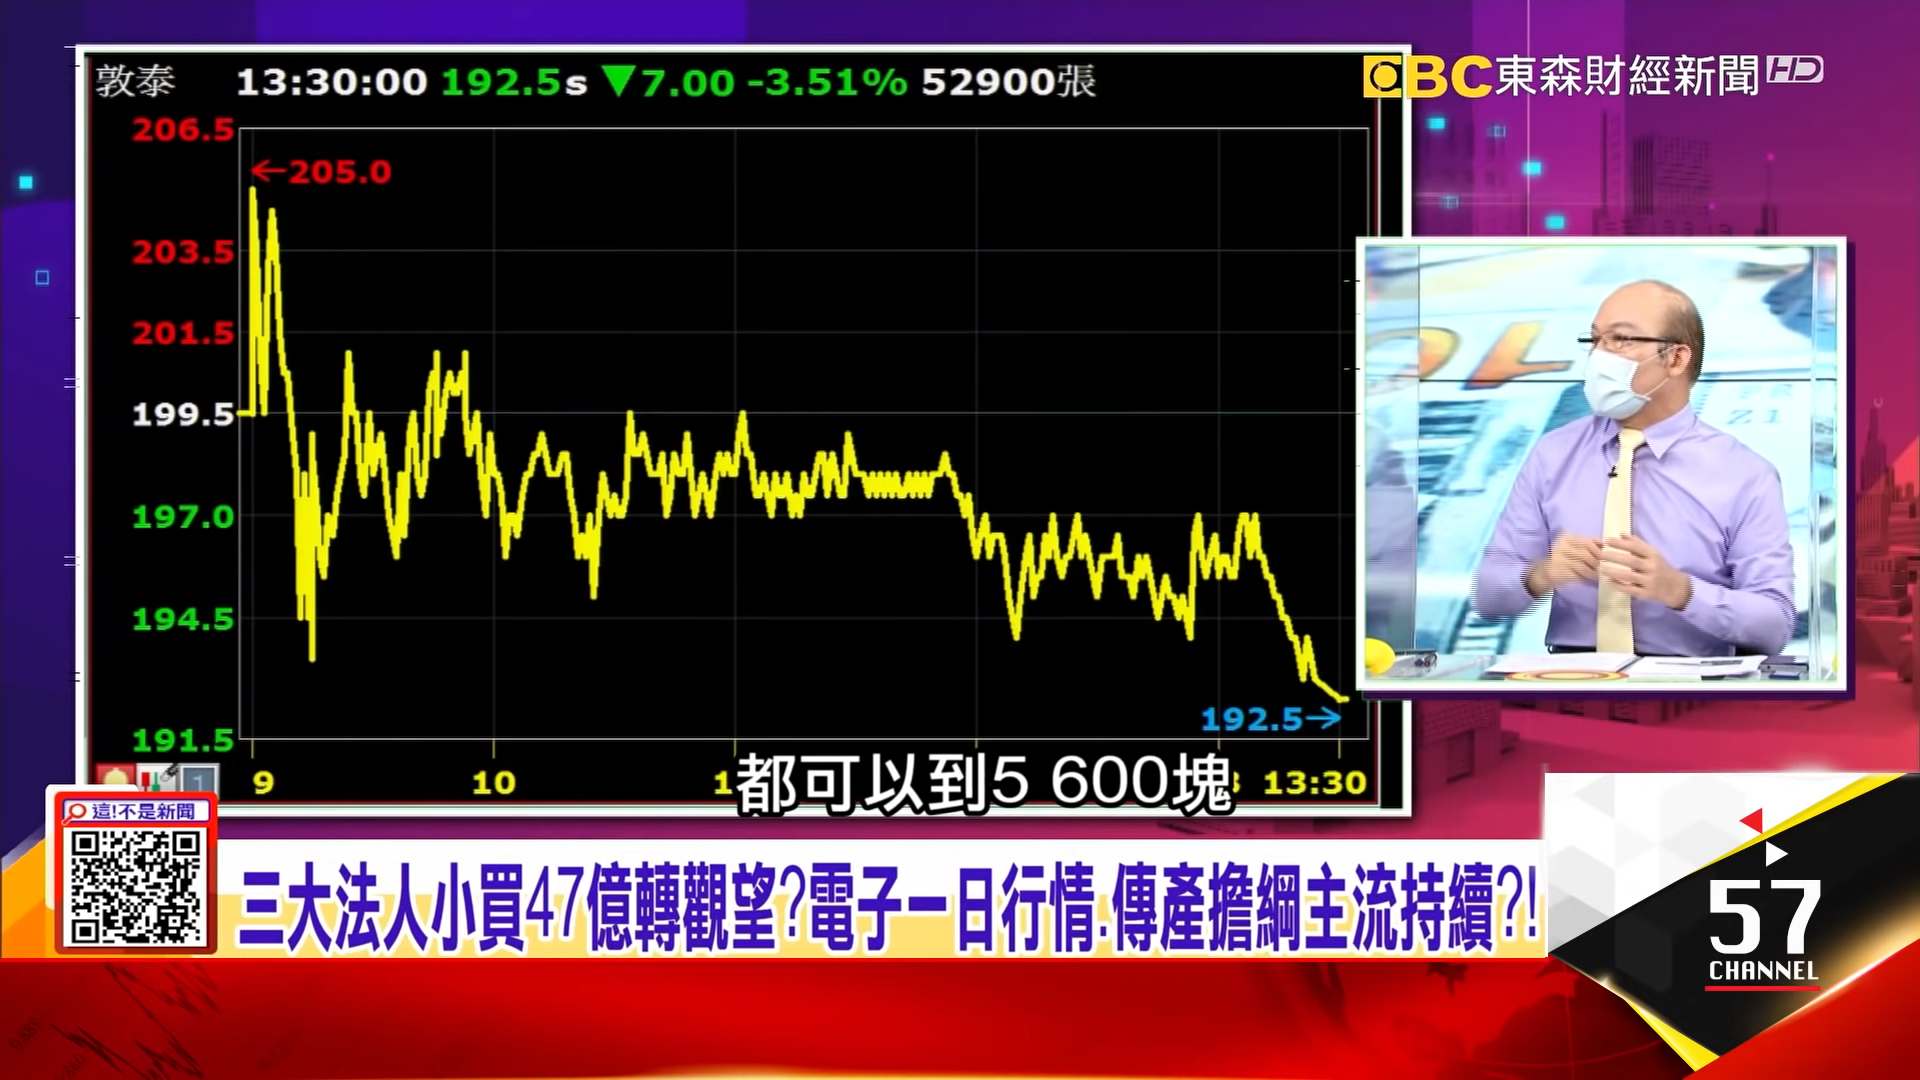 敦泰 13:30:00 192.5s ▼7.00 -3.51% 52900張
EBC 東森財經新聞 HD
206.5
←205.0
203.5
201.5
199.5
197.0
194.5
191.5
192.5→
9 10 13:30
都可以到5 600塊
這!不是新聞
三大法人小買47億轉觀望?電子一日行情.傳產擔綱主流持續?!
57
CHANNEL